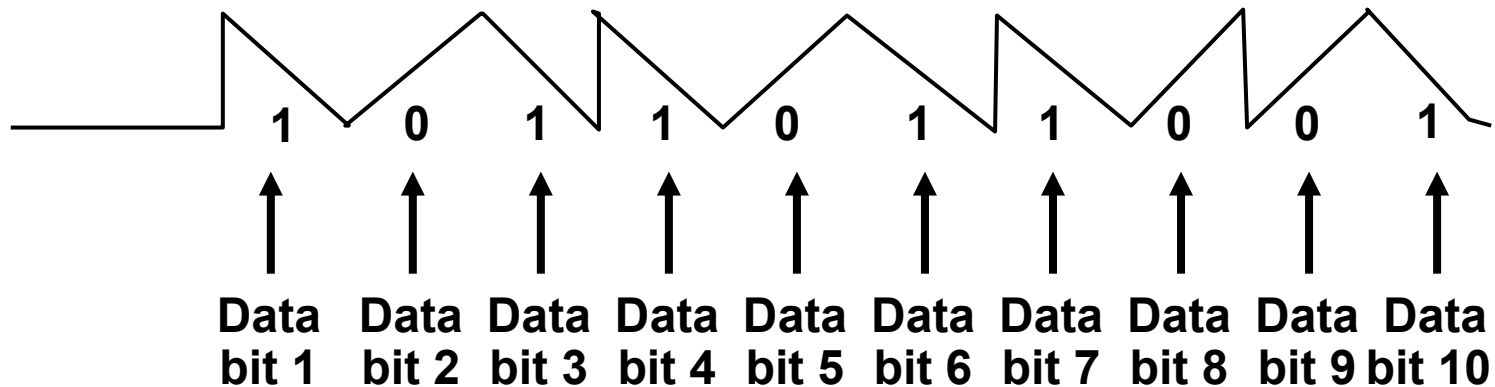 1 0 1 1 0 1 1 0 0 1
Data Data Data Data Data Data Data Data Data Data
bit 1 bit 2 bit 3 bit 4 bit 5 bit 6 bit 7 bit 8 bit 9 bit 10